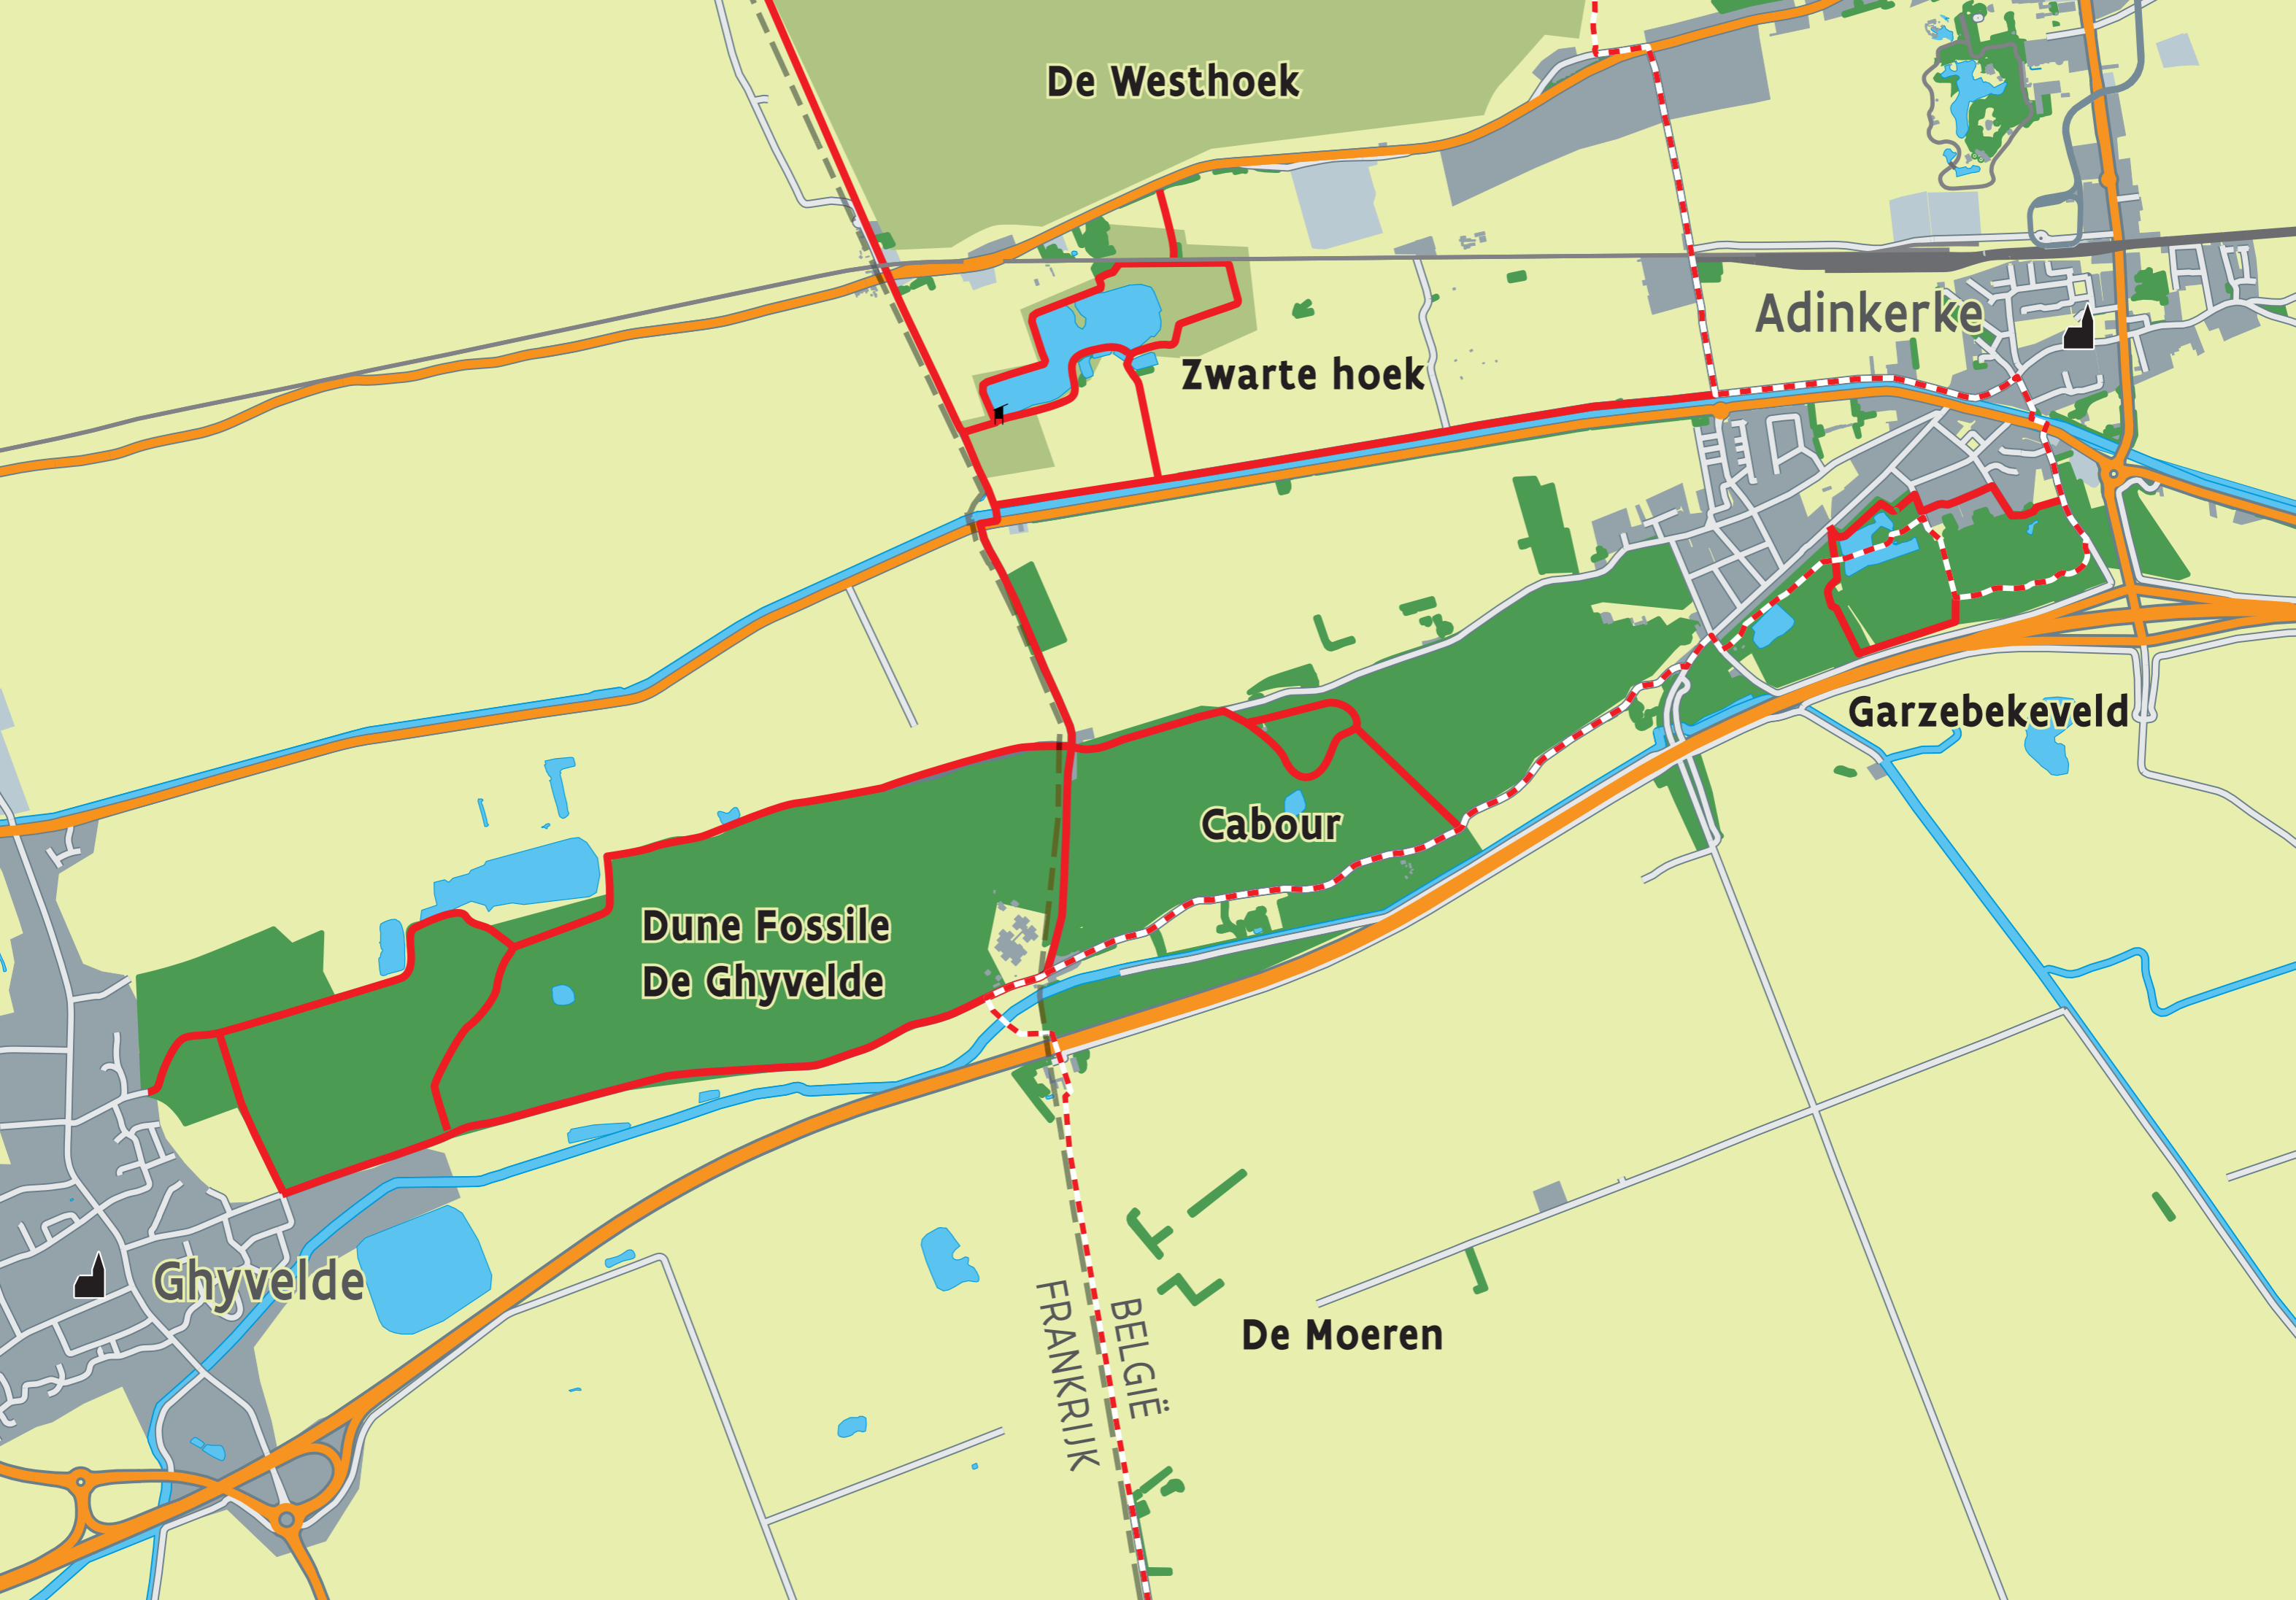 De Westhoek
Adinkerke
Zwarte hoek
Garzebekeveld
Cabour
Dune Fossile
De Ghyvelde
Ghyvelde
De Moeren
FRANKRIJK
BELGIË